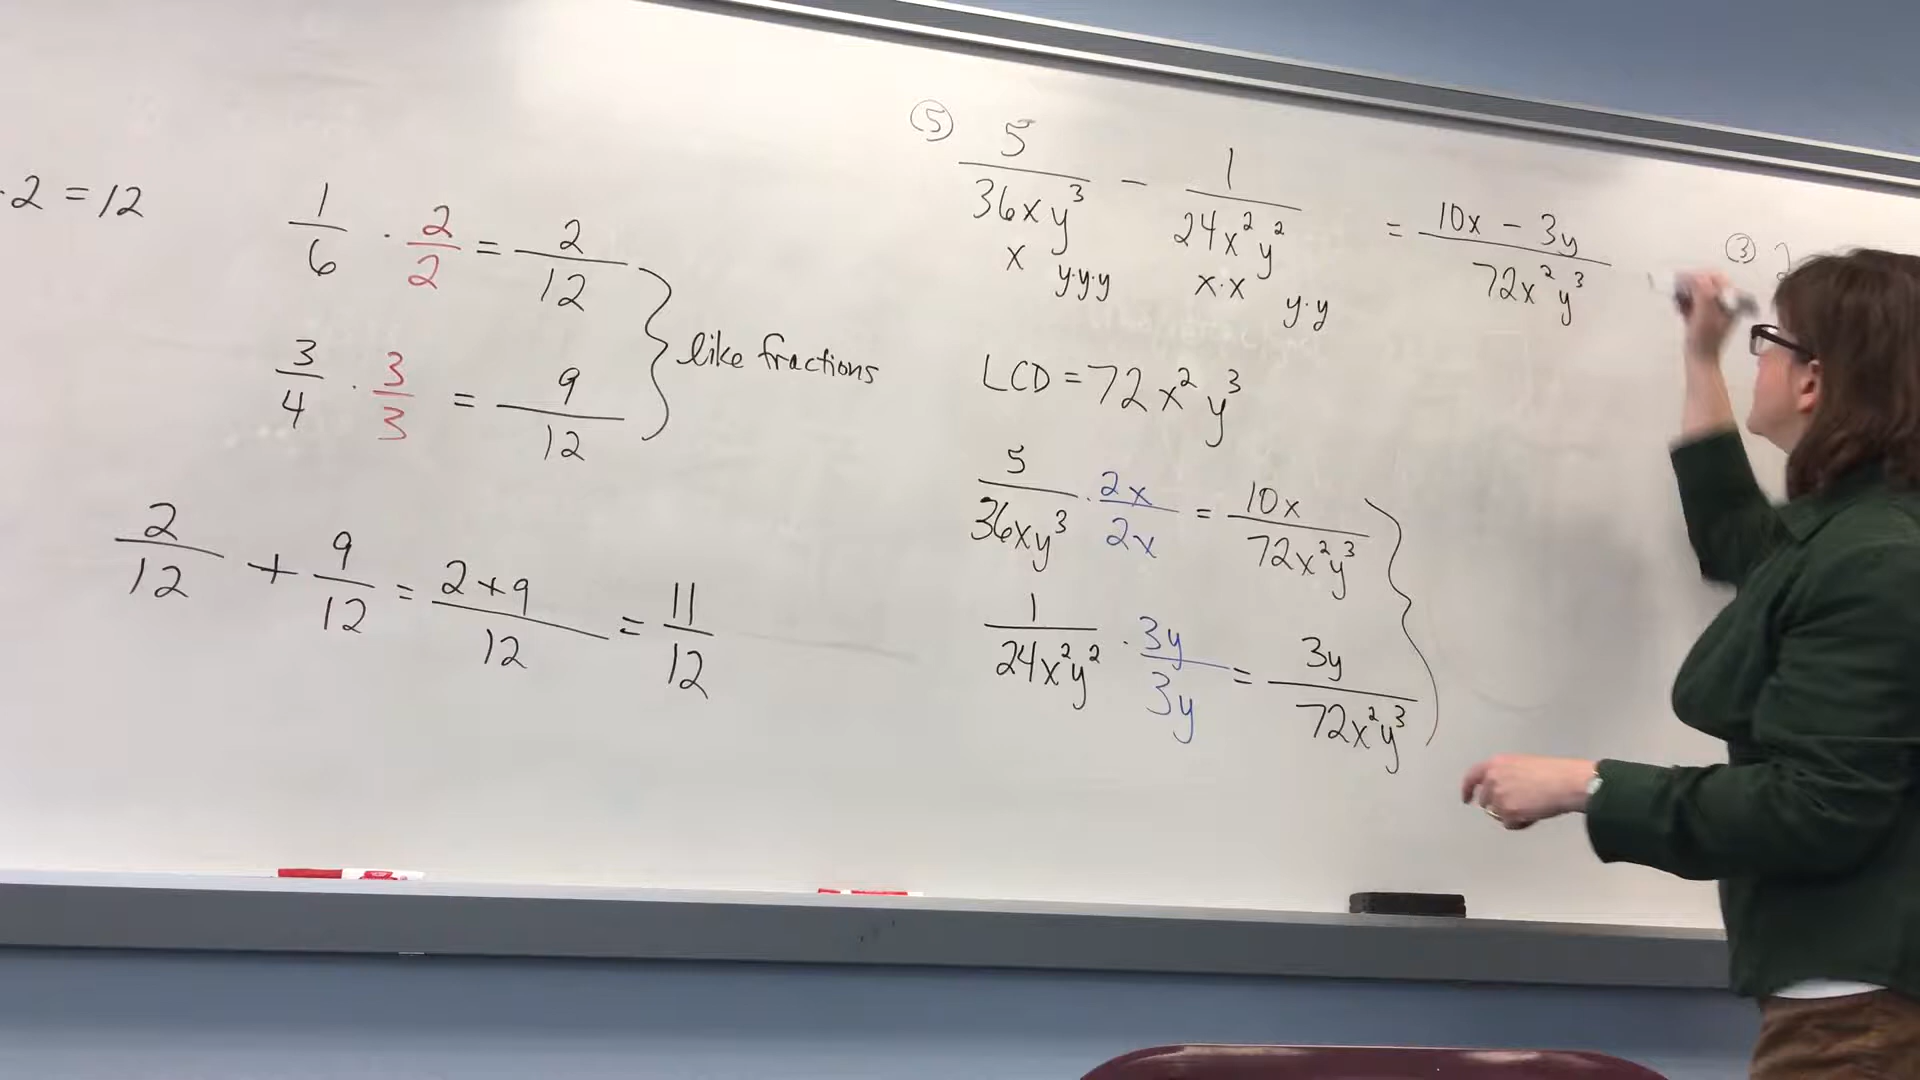 · 2 = 12
1/6 · 2/2 = 2/12
3/4 · 3/3 = 9/12
like fractions
2/12 + 9/12 = 2+9/12 = 11/12
⑤ 5/36xy³ - 1/24x²y² = 10x - 3y/72x²y³
x y·y·y x·x y·y
LCD = 72x²y³
5/36xy³ · 2x/2x = 10x/72x²y³
1/24x²y² · 3y/3y = 3y/72x²y³
③ 2